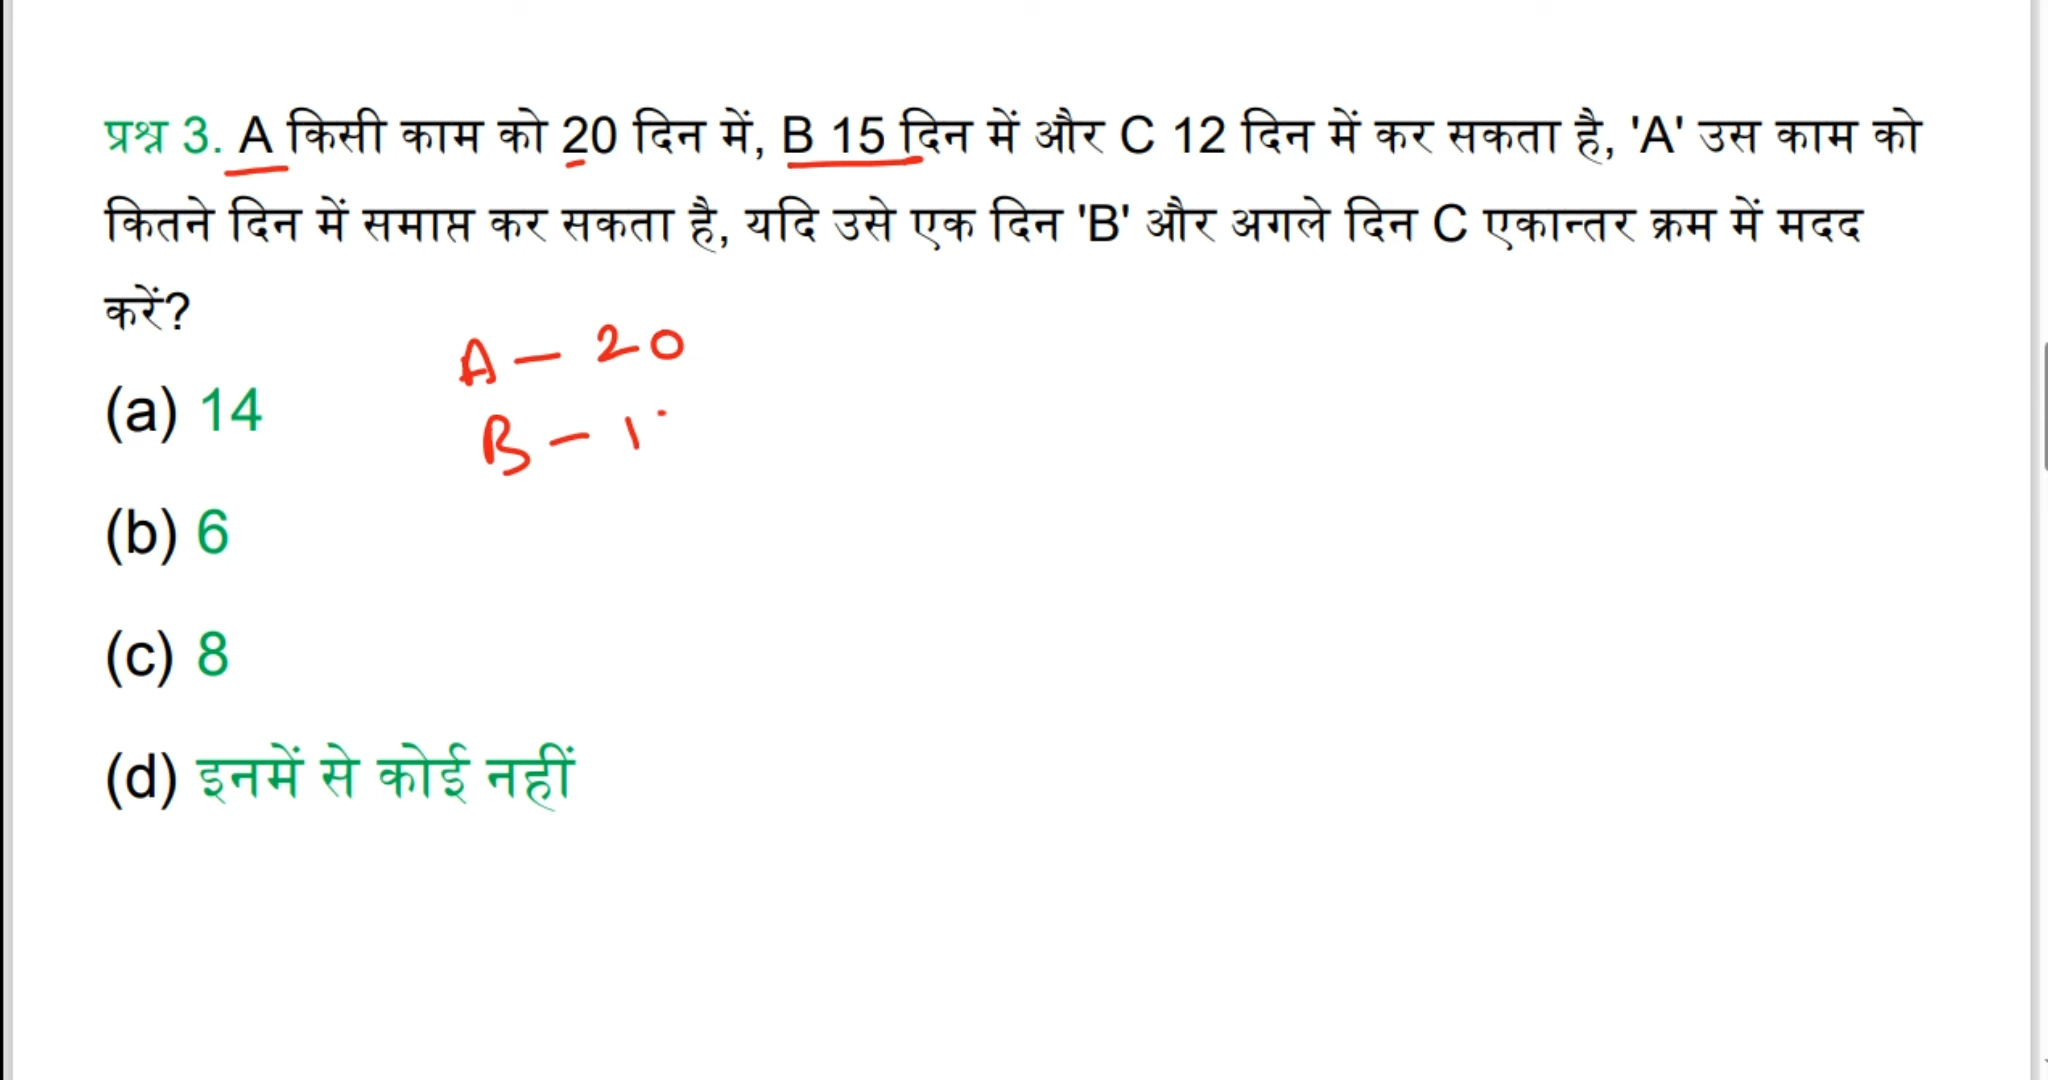 प्रश्न 3. A किसी काम को 20 दिन में, B 15 दिन में और C 12 दिन में कर सकता है, 'A' उस काम को
कितने दिन में समाप्त कर सकता है, यदि उसे एक दिन 'B' और अगले दिन C एकान्तर क्रम में मदद
करें?
A - 20
B - 1
(a) 14
(b) 6
(c) 8
(d) इनमें से कोई नहीं